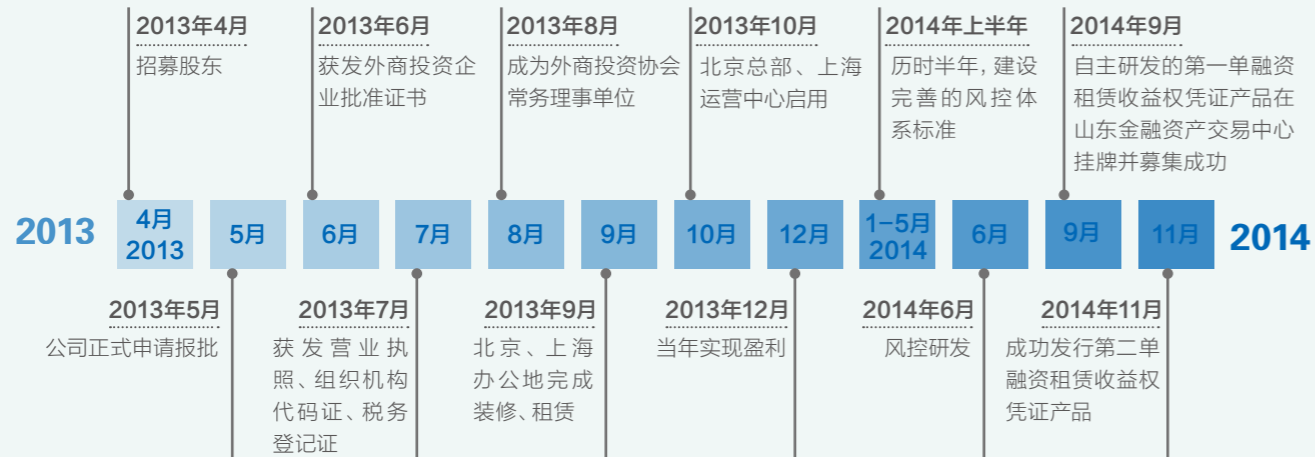 2013年4月
招募股东
2013年6月
获发外商投资企
业批准证书
2013年8月
成为外商投资协会
常务理事单位
2013年10月
北京总部、上海
运营中心启用
2014年上半年
历时半年，建设
完善的风控体
系标准
2014年9月
自主研发的第一单融资
租赁收益权凭证产品在
山东金融资产交易中心
挂牌并募集成功
2013
4月
2013
5月
6月
7月
8月
9月
10月
12月
1-5月
2014
6月
9月
11月
2014
2013年5月
公司正式申请报批
2013年7月
获发营业执
照、组织机构
代码证、税务
登记证
2013年9月
北京、上海
办公地完成
装修、租赁
2013年12月
当年实现盈利
2014年6月
风控研发
2014年11月
成功发行第二单
融资租赁收益权
凭证产品